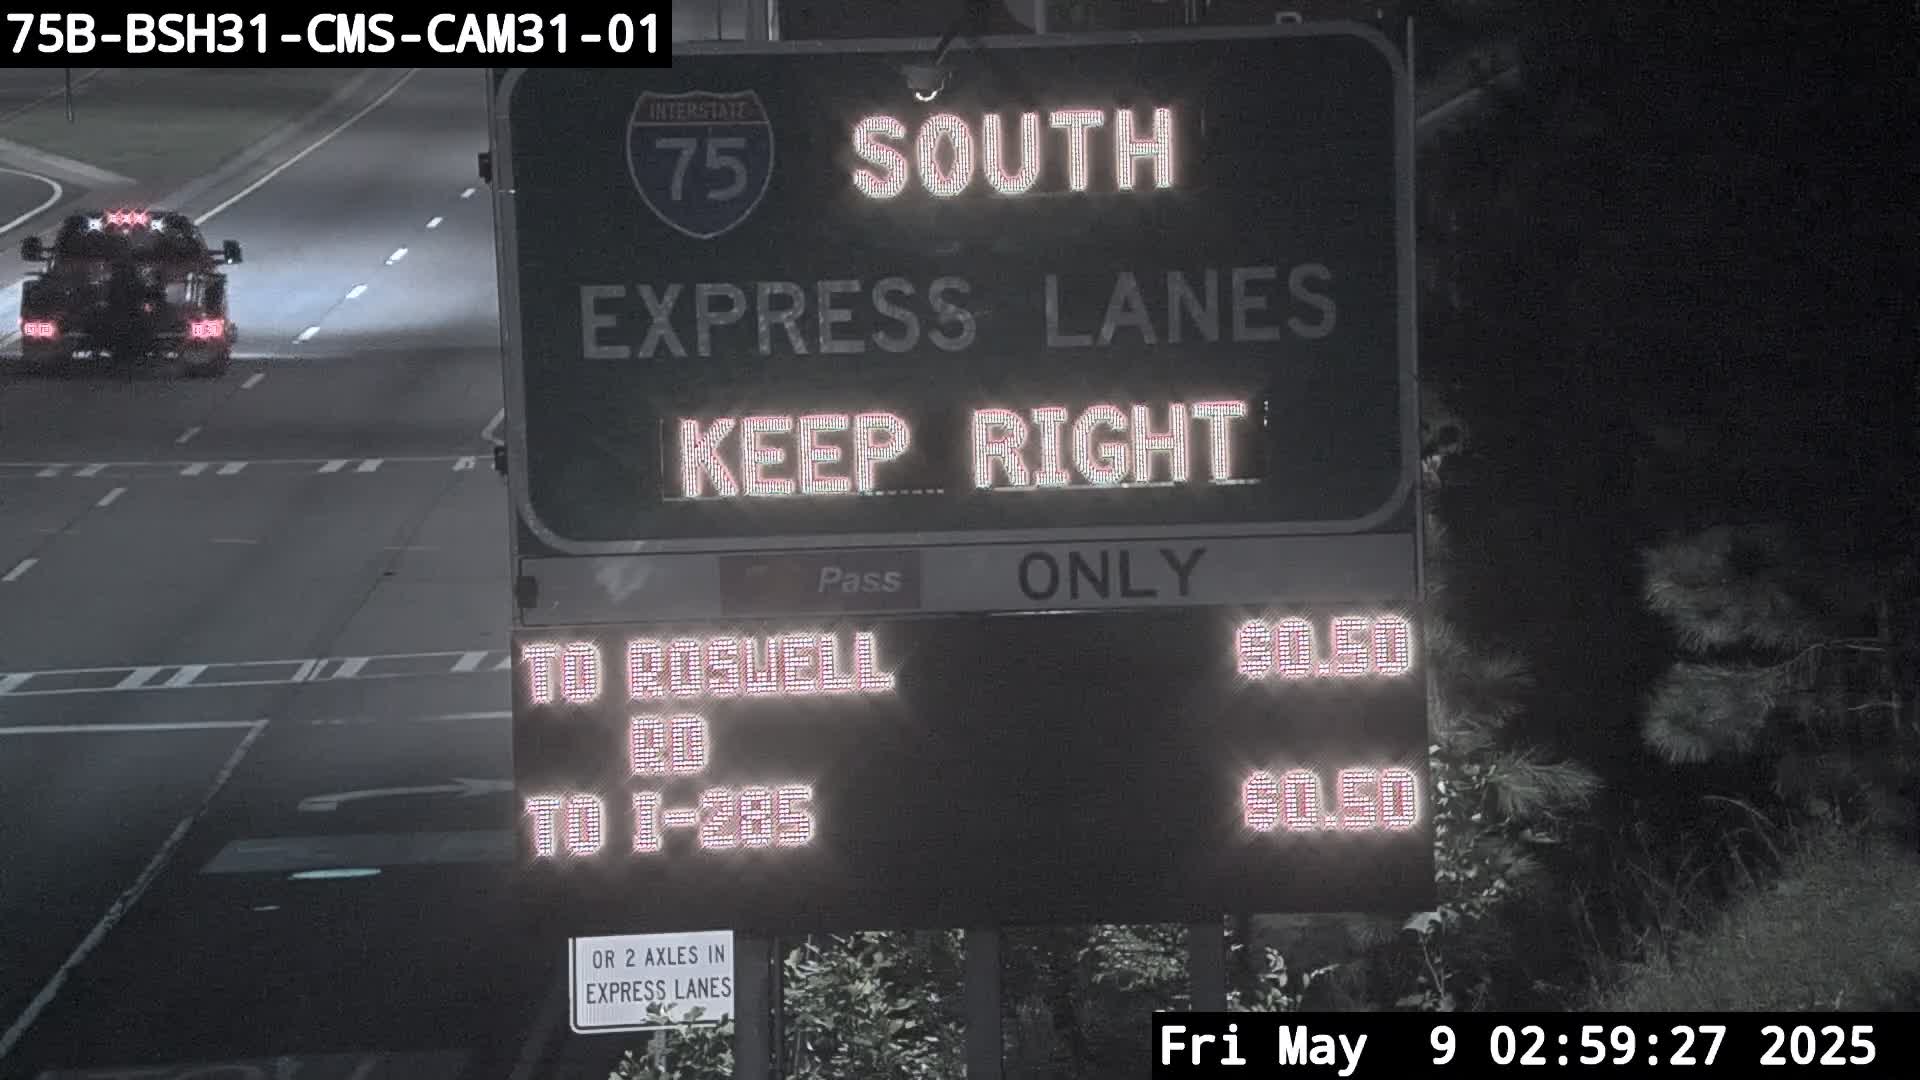 75B-BSH31-CMS-CAM31-01
INTERSTATE
75
SOUTH
EXPRESS LANES
KEEP RIGHT
Pass ONLY
TO ROSWELL $0.50
RD
TO I-285 $0.50
OR 2 AXLES IN
EXPRESS LANES
Fri May 9 02:59:27 2025